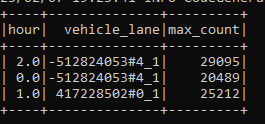 +----+--------------+---------+
|hour|  vehicle_lane|max_count|
+----+--------------+---------+
| 2.0|-512824053#4_1|    29095|
| 0.0|-512824053#4_1|    20489|
| 1.0| 417228502#0_1|    25212|
+----+--------------+---------+